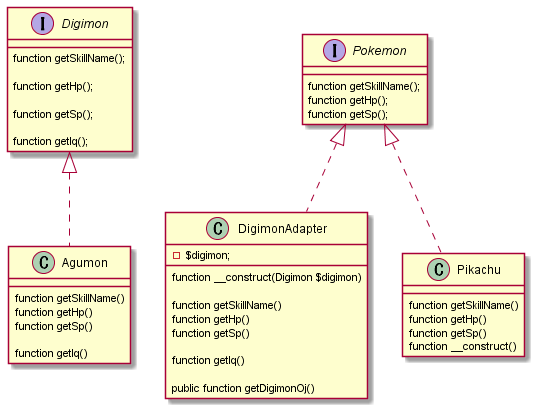 I Digimon
function getSkillName();
function getHp();
function getSp();
function getIq();
I Pokemon
function getSkillName();
function getHp();
function getSp();
C Agumon
function getSkillName()
function getHp()
function getSp()
function getIq()
C DigimonAdapter
$digimon;
function __construct(Digimon $digimon)
function getSkillName()
function getHp()
function getSp()
function getIq()
public function getDigimonOj()
C Pikachu
function getSkillName()
function getHp()
function getSp()
function __construct()